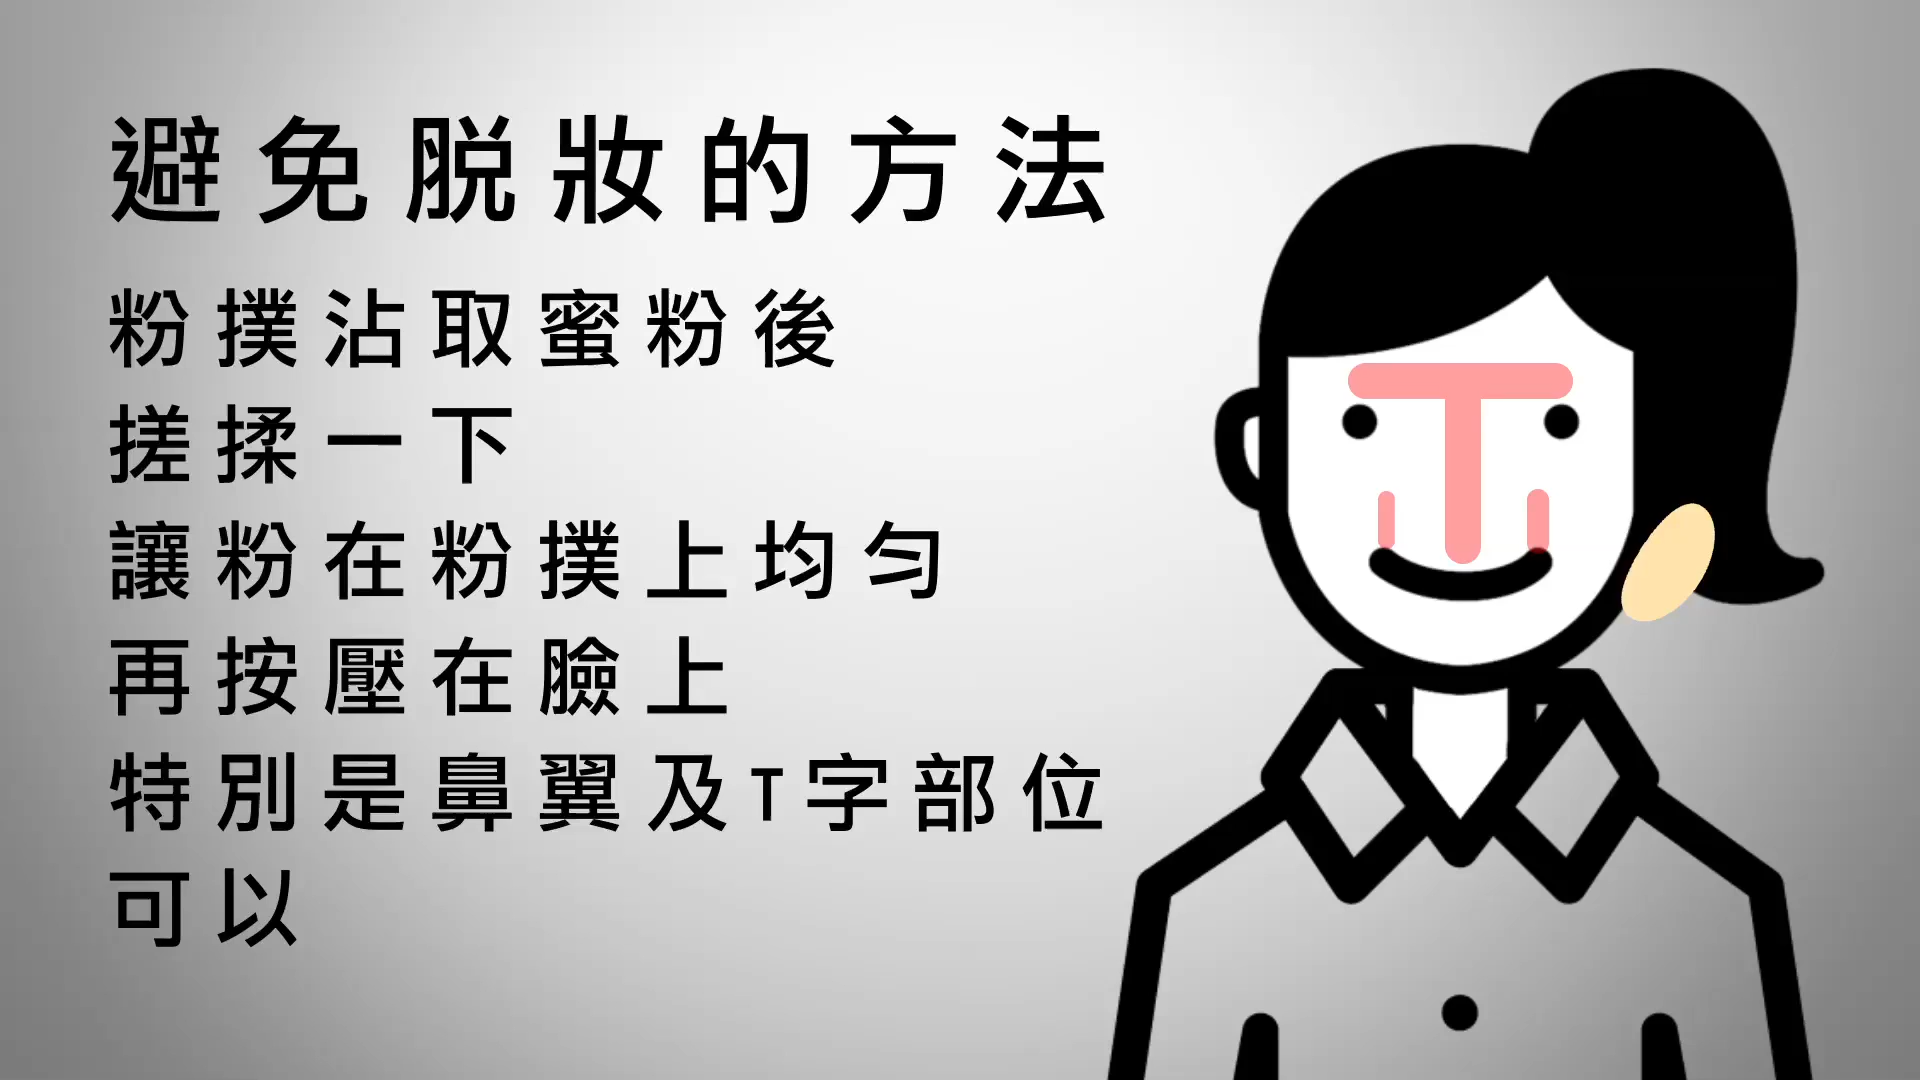 避免脱妝的方法
粉撲沾取蜜粉後
搓揉一下
讓粉在粉撲上均勻
再按壓在臉上
特別是鼻翼及T字部位
可以